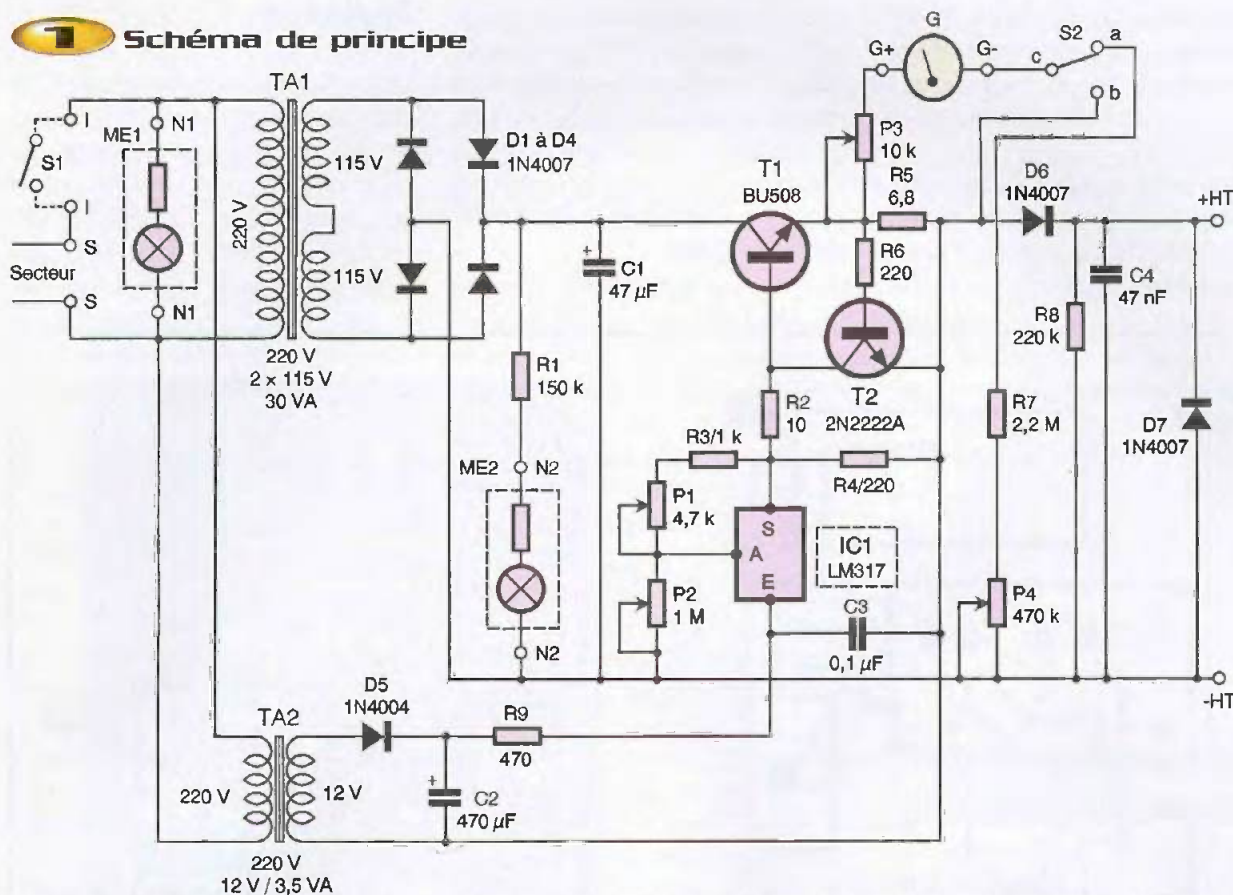 1 Schéma de principe
TA1
I
S1
I
S
Secteur
S
ME1
N1
N1
220 V
115 V
115 V
220 V
2 x 115 V
30 VA
D1 à D4
1N4007
R1
150 k
ME2
N2
N2
C1
47 µF
+
T1
BU508
G
G+
G-
c
S2
a
b
P3
10 k
R5
6,8
R6
220
T2
2N2222A
R2
10
R3/1 k
R4/220
P1
4,7 k
P2
1 M
S
A
E
IC1
LM317
C3
0,1 µF
D6
1N4007
+HT
C4
47 nF
R8
220 k
R7
2,2 M
D7
1N4007
P4
470 k
-HT
TA2
220 V
12 V
220 V
12 V / 3,5 VA
D5
1N4004
R9
470
+
C2
470 µF